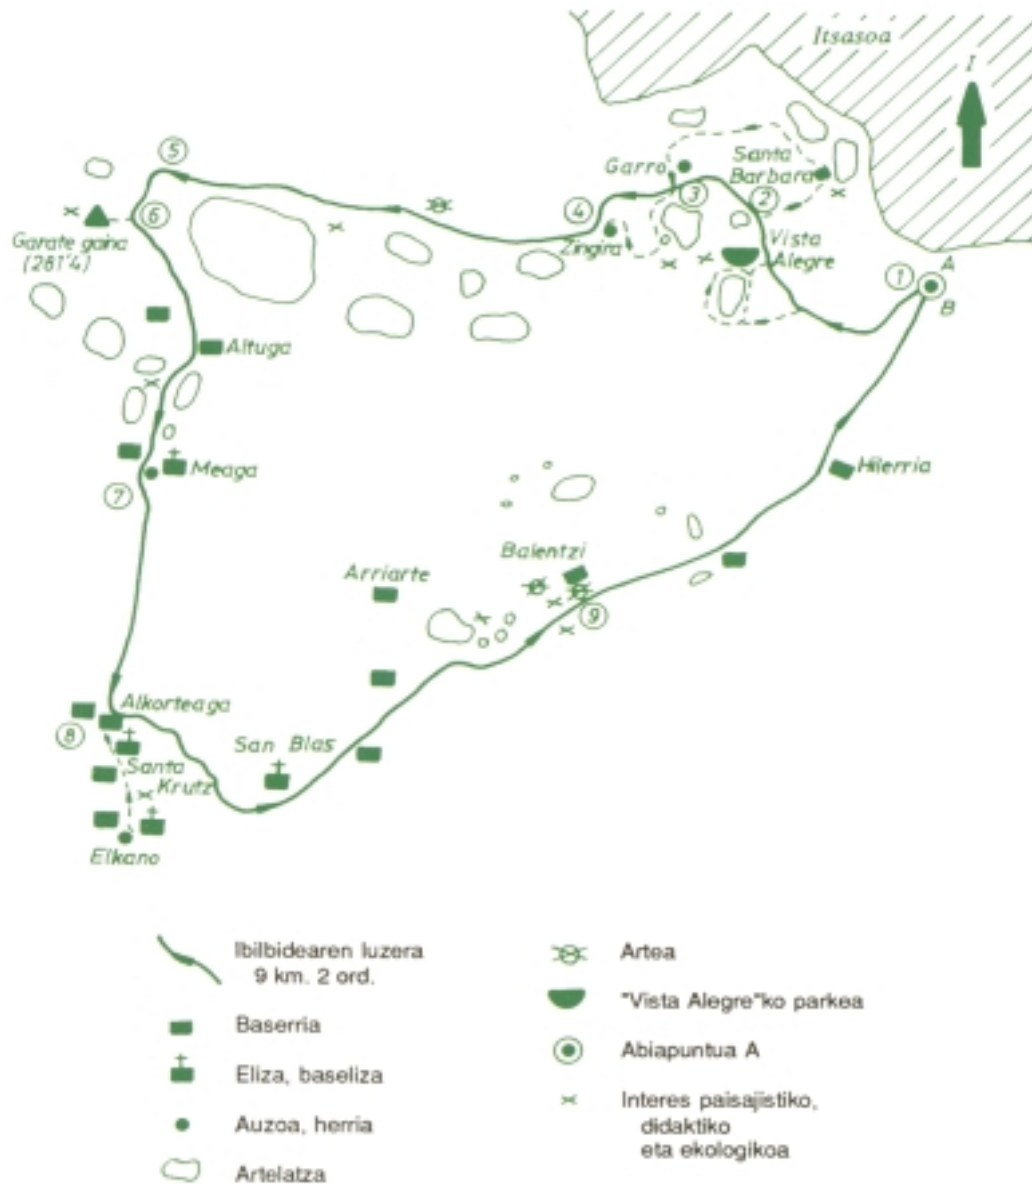 Itsasoa
I
5
Garro
Santa
Barbara
3
2
4
6
Garate gaina
(281'4)
Zingira
Vista
Alegre
1
A
B
Altuga
Meaga
7
Hilerria
Balentzi
Arriarte
9
Alkorteaga
8
San Blas
Santa
Krutz
Elkano
Ibilbidearen luzera
9 km. 2 ord.
Baserria
Eliza, baseliza
Auzoa, herria
Artelatza
Artea
"Vista Alegre"ko parkea
Abiapuntua A
Interes paisajistiko,
didaktiko
eta ekologikoa